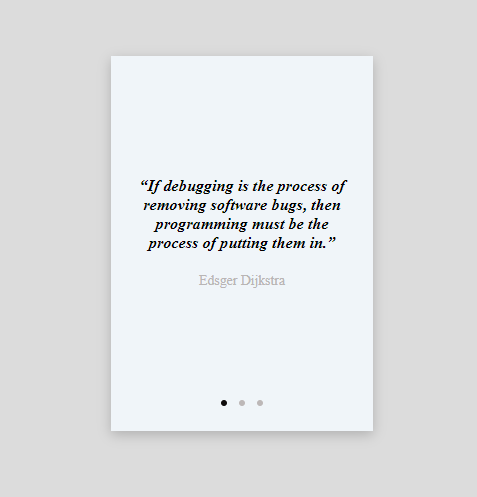 “If debugging is the process of
removing software bugs, then
programming must be the
process of putting them in.”
Edsger Dijkstra